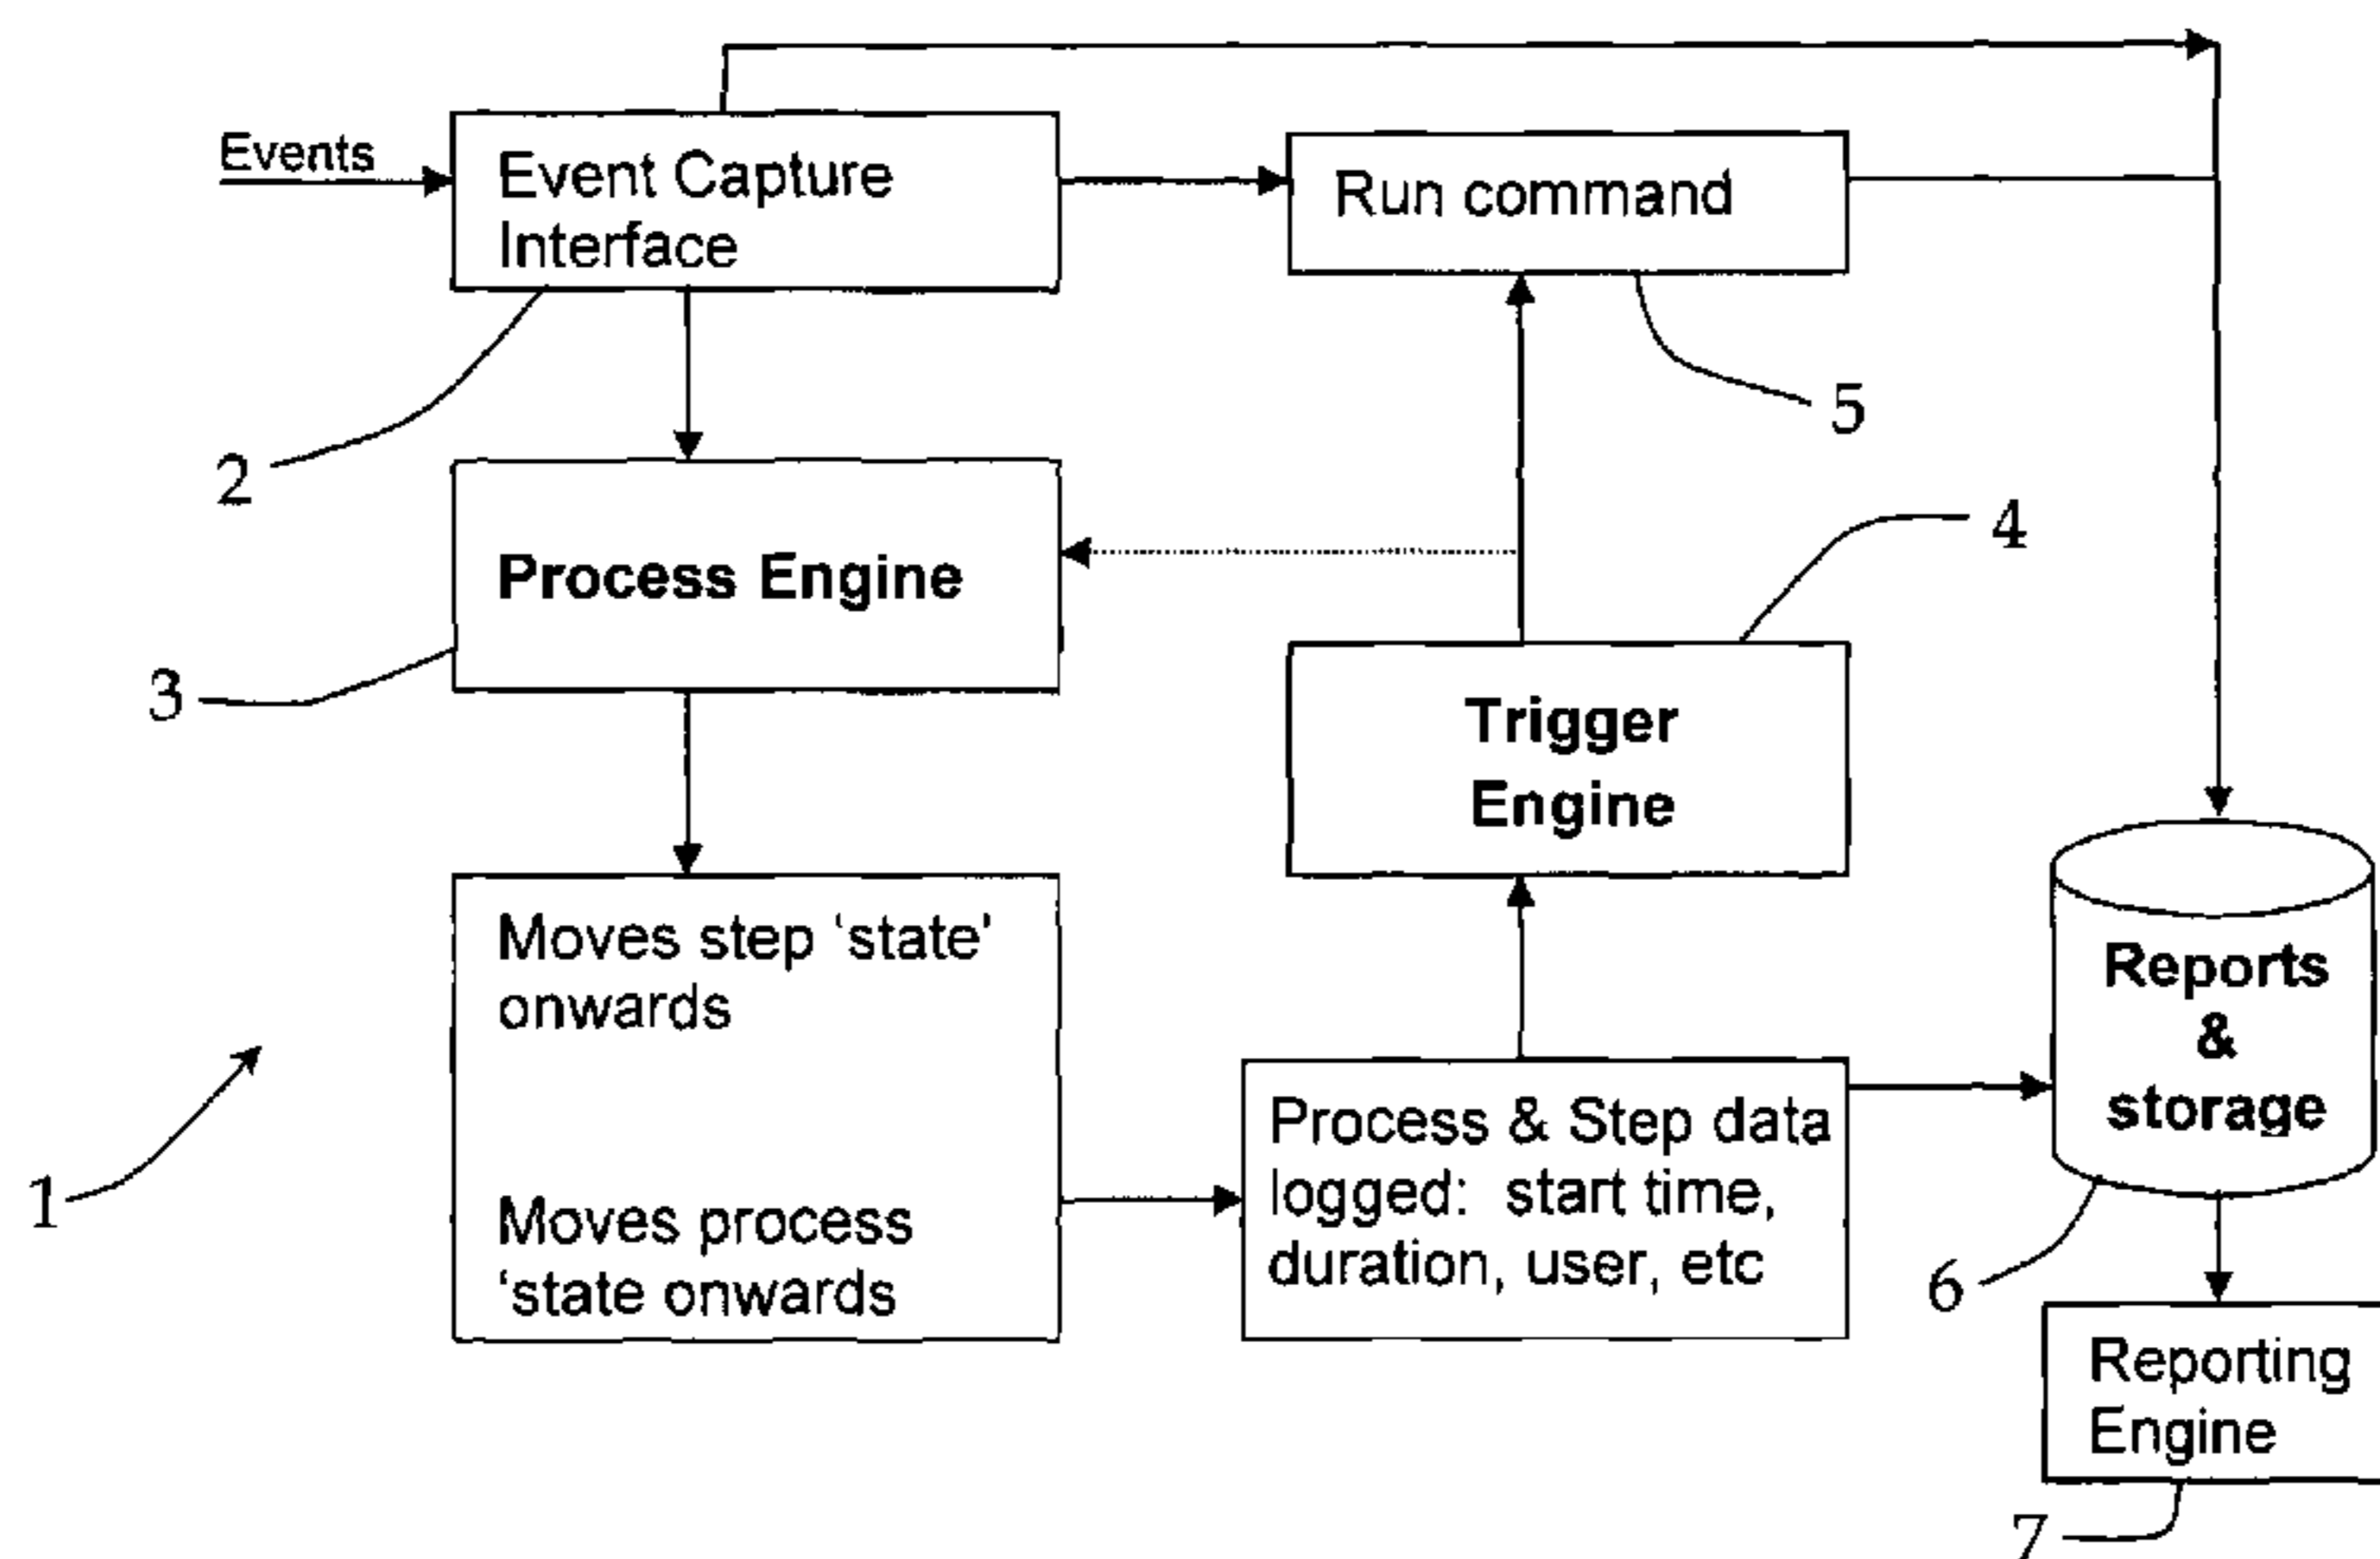 Events
Event Capture
Interface
Run command
5
2
4
Process Engine
3
Trigger
Engine
Moves step ‘state’
onwards
Moves process
‘state onwards
1
Process & Step data
logged: start time,
duration, user, etc
Reports
&
storage
6
Reporting
Engine
7